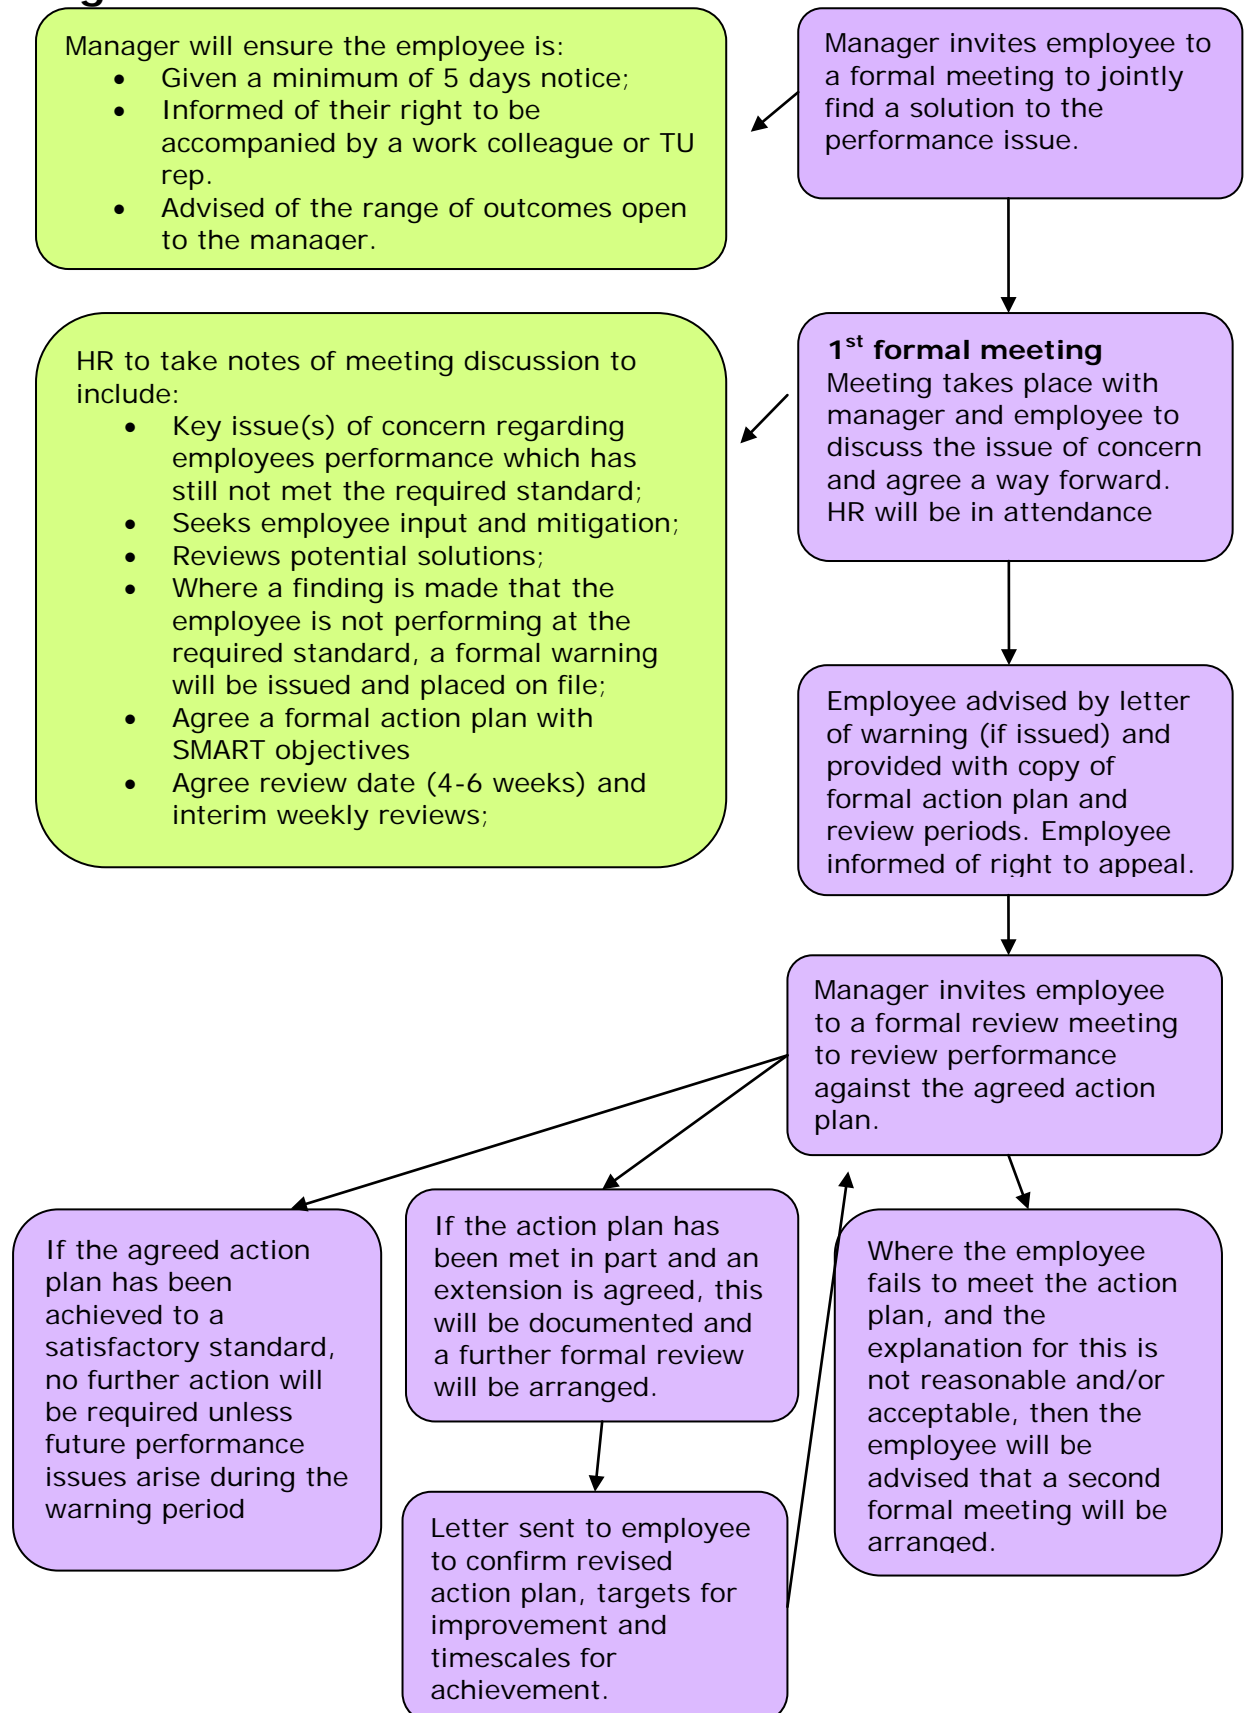 Manager will ensure the employee is:
• Given a minimum of 5 days notice;
• Informed of their right to be
accompanied by a work colleague or TU
rep.
• Advised of the range of outcomes open
to the manager.
Manager invites employee to
a formal meeting to jointly
find a solution to the
performance issue.
HR to take notes of meeting discussion to
include:
• Key issue(s) of concern regarding
employees performance which has
still not met the required standard;
• Seeks employee input and mitigation;
• Reviews potential solutions;
• Where a finding is made that the
employee is not performing at the
required standard, a formal warning
will be issued and placed on file;
• Agree a formal action plan with
SMART objectives
• Agree review date (4-6 weeks) and
interim weekly reviews;
1st formal meeting
Meeting takes place with
manager and employee to
discuss the issue of concern
and agree a way forward.
HR will be in attendance
Employee advised by letter
of warning (if issued) and
provided with copy of
formal action plan and
review periods. Employee
informed of right to appeal.
Manager invites employee
to a formal review meeting
to review performance
against the agreed action
plan.
If the agreed action
plan has been
achieved to a
satisfactory standard,
no further action will
be required unless
future performance
issues arise during the
warning period
If the action plan has
been met in part and an
extension is agreed, this
will be documented and
a further formal review
will be arranged.
Letter sent to employee
to confirm revised
action plan, targets for
improvement and
timescales for
achievement.
Where the employee
fails to meet the action
plan, and the
explanation for this is
not reasonable and/or
acceptable, then the
employee will be
advised that a second
formal meeting will be
arranged.